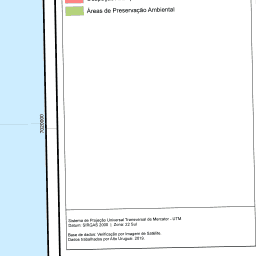 Áreas de Preservação Ambiental
7020000
Sistema de Projeção Universal Transversal de Mercator - UTM
Datum: SIRGAS 2000 | Zona: 22 Sul
Base de dados: Verificação por Imagem de Satélite.
Dados trabalhados por Alto Uruguai. 2019.